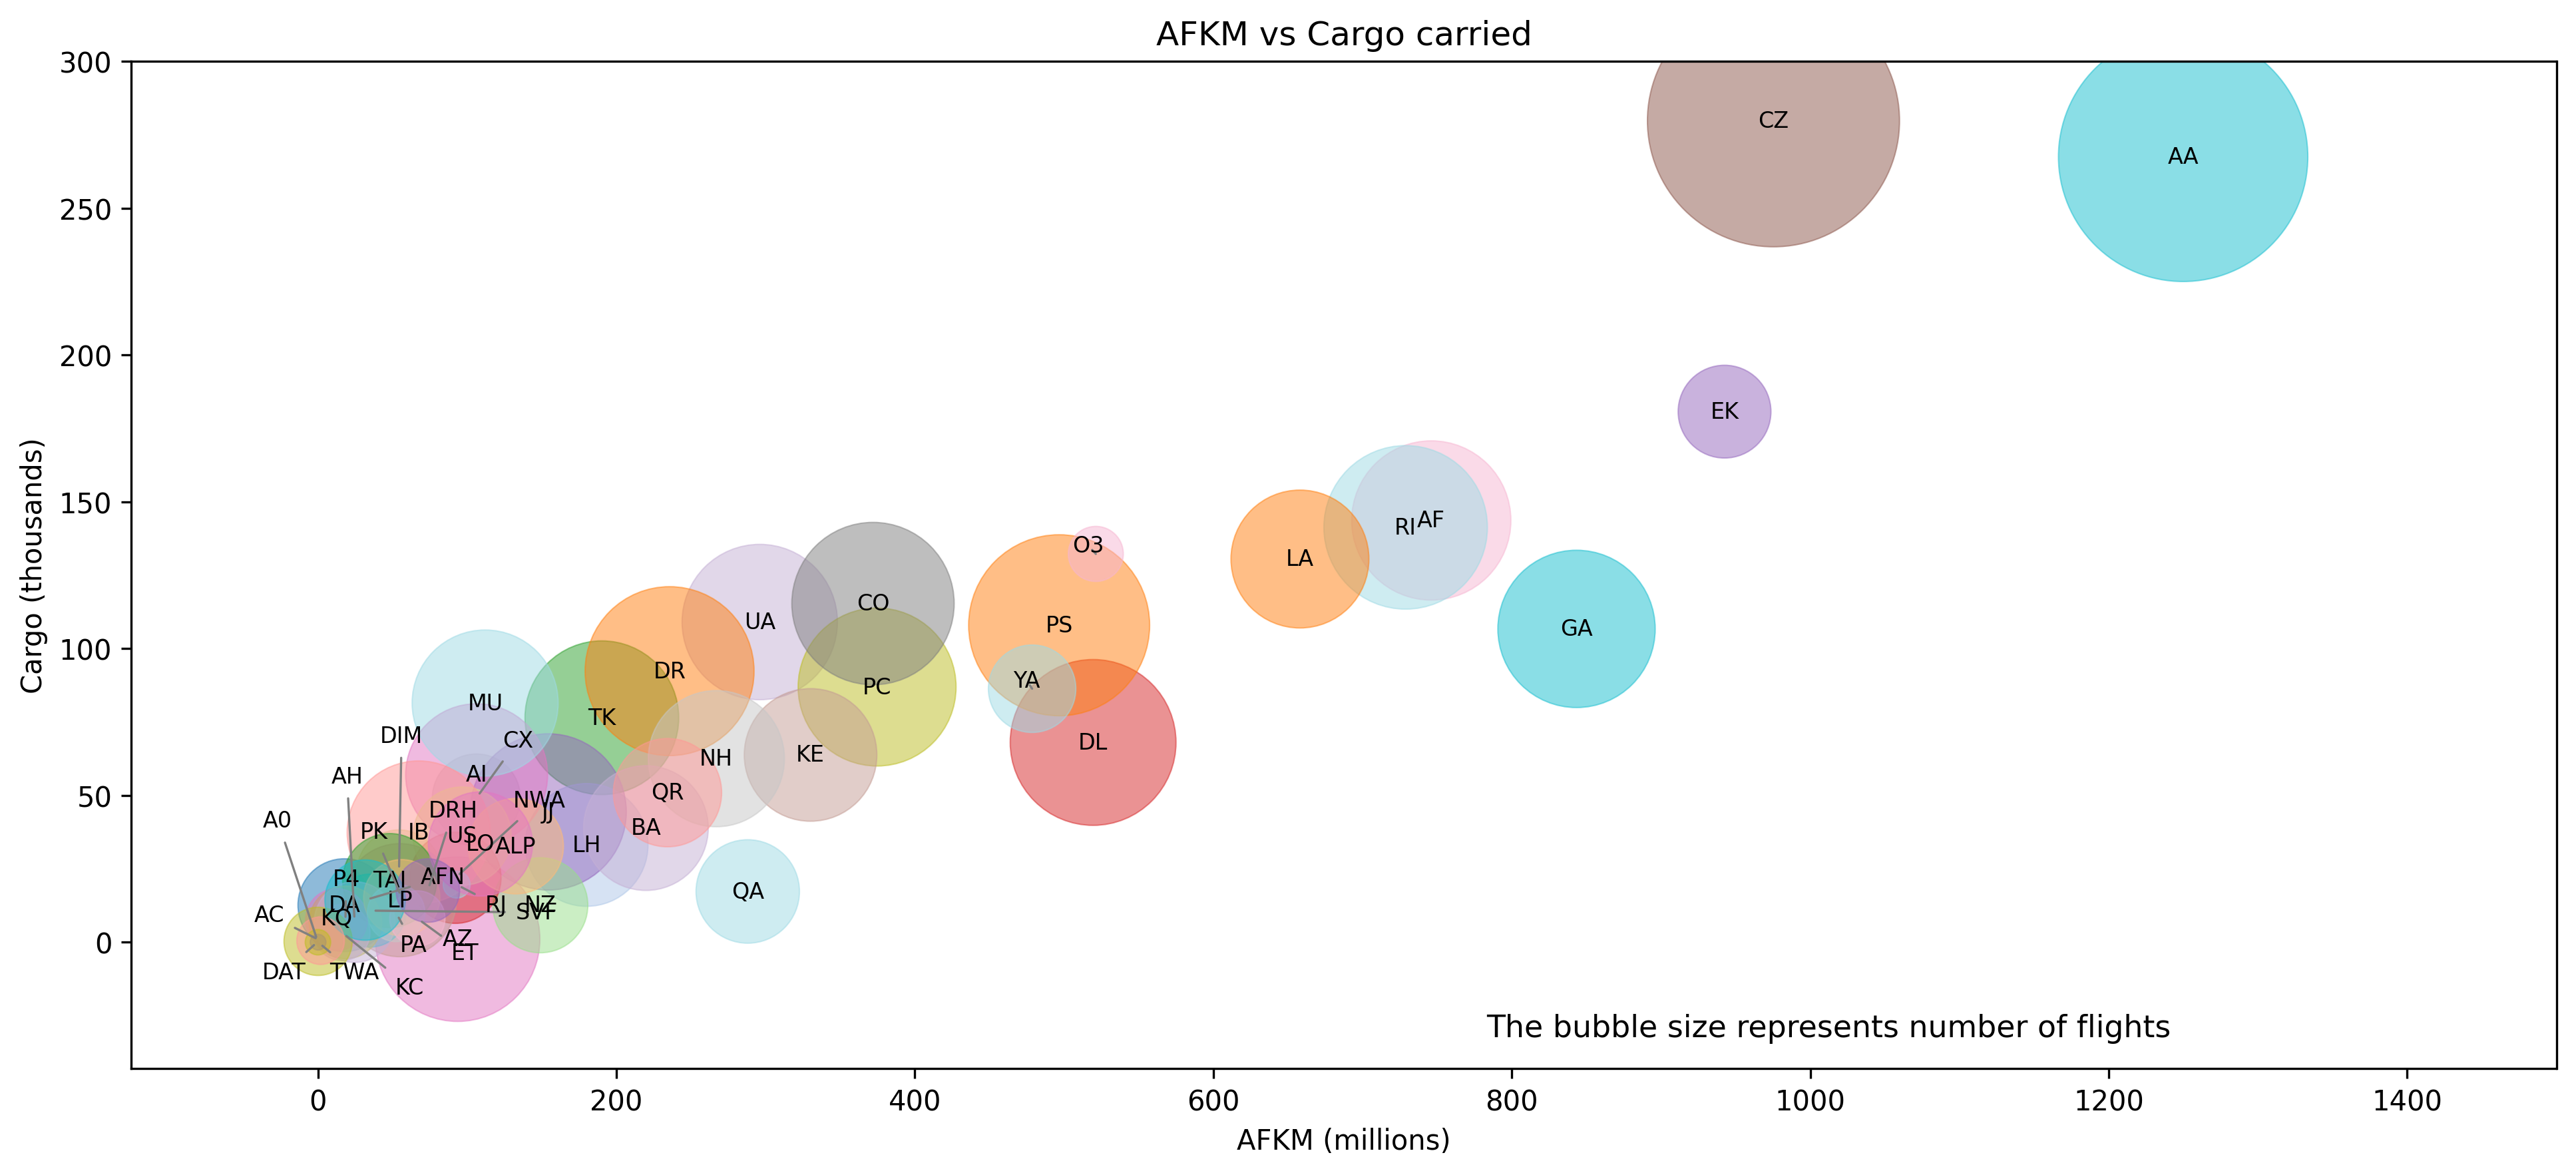 AFKM vs Cargo carried
300
250
200
150
100
50
0
Cargo (thousands)
CZ
AA
EK
O3
RI
AF
LA
GA
PS
YA
DL
CO
PC
UA
DR
TK
KE
NH
QR
BA
QA
LH
MU
DIM
CX
AH
AI
A0
NWA
JJ
DRH
PK
IB
US
LO
ALP
P4
TAI
AFN
DA
LP
RJ
NZ
AC
KQ
PA
AZ
ET
DAT
TWA
KC
The bubble size represents number of flights
0
200
400
600
800
1000
1200
1400
AFKM (millions)